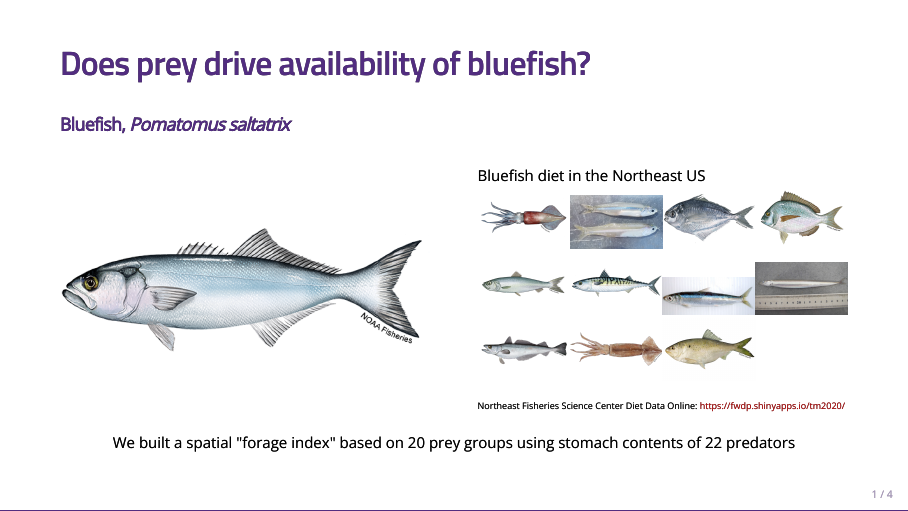 Does prey drive availability of bluefish?
Bluefish, Pomatomus saltatrix
Bluefish diet in the Northeast US
NOAA Fisheries
Northeast Fisheries Science Center Diet Data Online: https://fwdp.shinyapps.io/tm2020/
We built a spatial "forage index" based on 20 prey groups using stomach contents of 22 predators
1 / 4